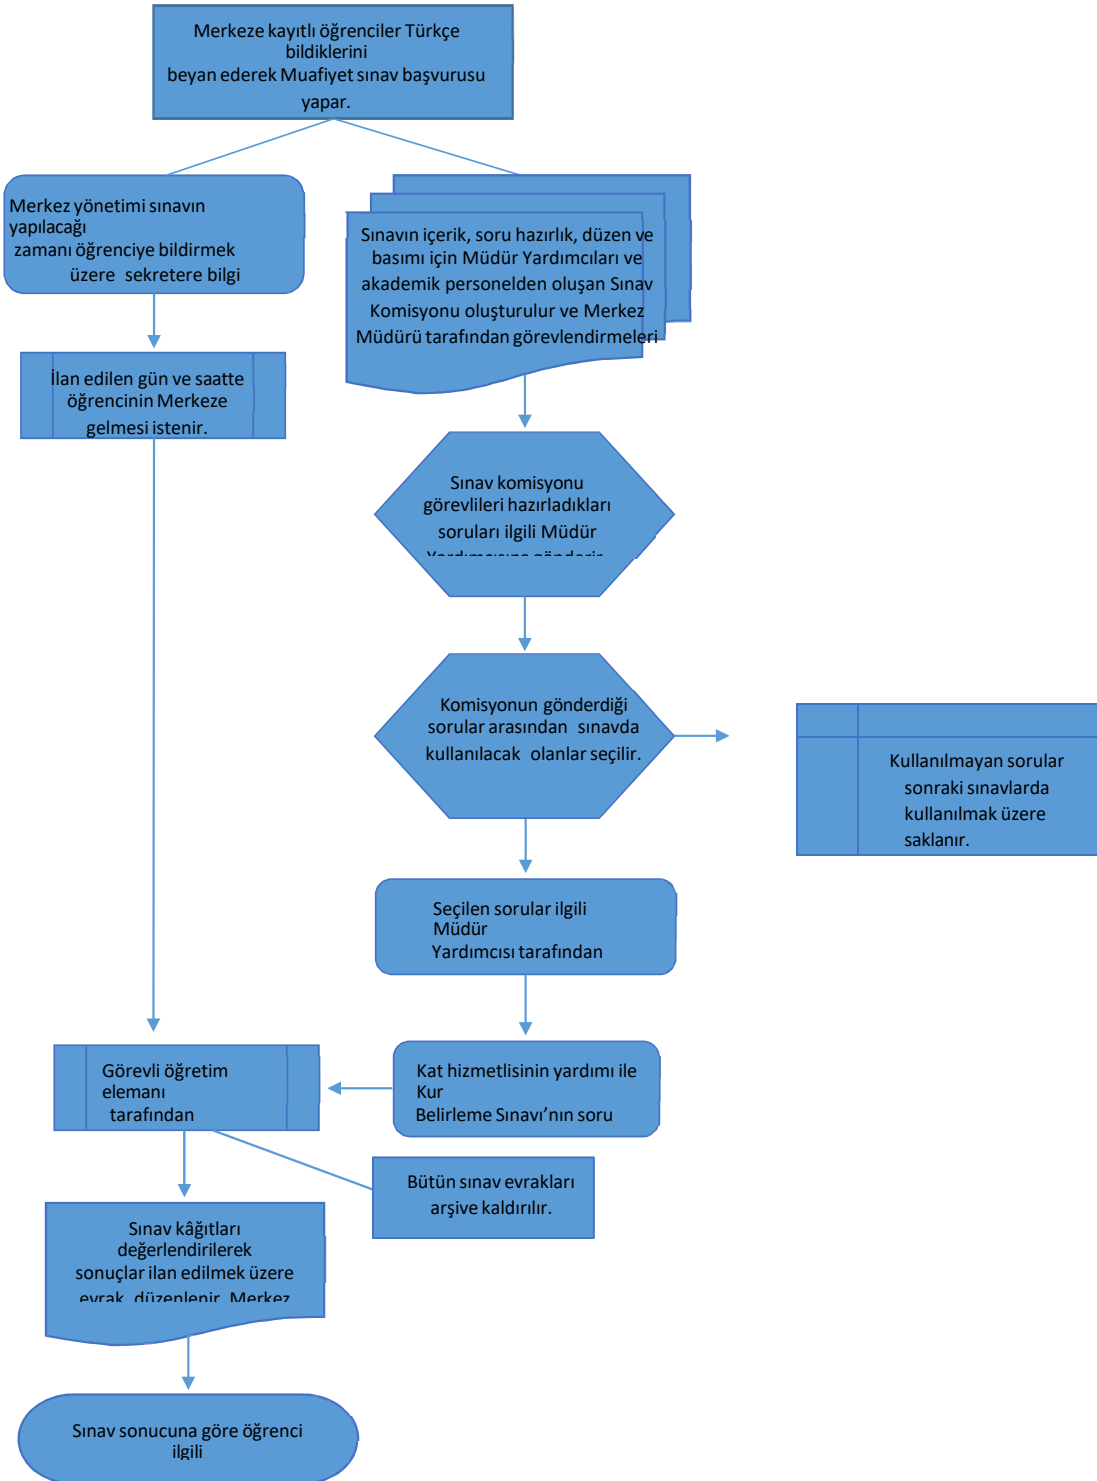 Merkeze kayıtlı öğrenciler Türkçe
bildiklerini
beyan ederek Muafiyet sınav başvurusu
yapar.
Merkez yönetimi sınavın
yapılacağı
zamanı öğrenciye bildirmek
üzere sekretere bilgi
Sınavın içerik, soru hazırlık, düzen ve
basımı için Müdür Yardımcıları ve
akademik personelden oluşan Sınav
Komisyonu oluşturulur ve Merkez
Müdürü tarafından görevlendirmeleri
İlan edilen gün ve saatte
öğrencinin Merkeze
gelmesi istenir.
Sınav komisyonu
görevlileri hazırladıkları
soruları ilgili Müdür
Yardımcısına gönderir.
Komisyonun gönderdiği
sorular arasından sınavda
kullanılacak olanlar seçilir.
Kullanılmayan sorular
sonraki sınavlarda
kullanılmak üzere
saklanır.
Seçilen sorular ilgili
Müdür
Yardımcısı tarafından
Görevli öğretim
elemanı
tarafından
Kat hizmetlisinin yardımı ile
Kur
Belirleme Sınavı’nın soru
Bütün sınav evrakları
arşive kaldırılır.
Sınav kâğıtları
değerlendirilerek
sonuçlar ilan edilmek üzere
evrak düzenlenir. Merkez
Sınav sonucuna göre öğrenci
ilgili